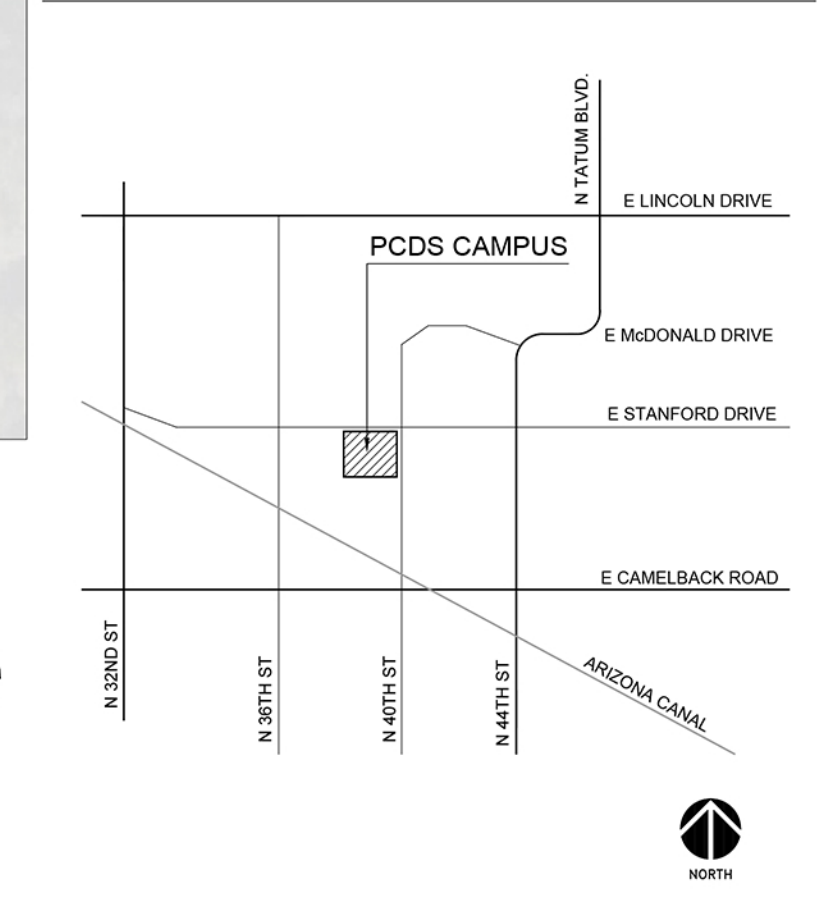 N TATUM BLVD.
E LINCOLN DRIVE
PCDS CAMPUS
E McDONALD DRIVE
E STANFORD DRIVE
E CAMELBACK ROAD
N 32ND ST
N 36TH ST
N 40TH ST
N 44TH ST
ARIZONA CANAL
NORTH